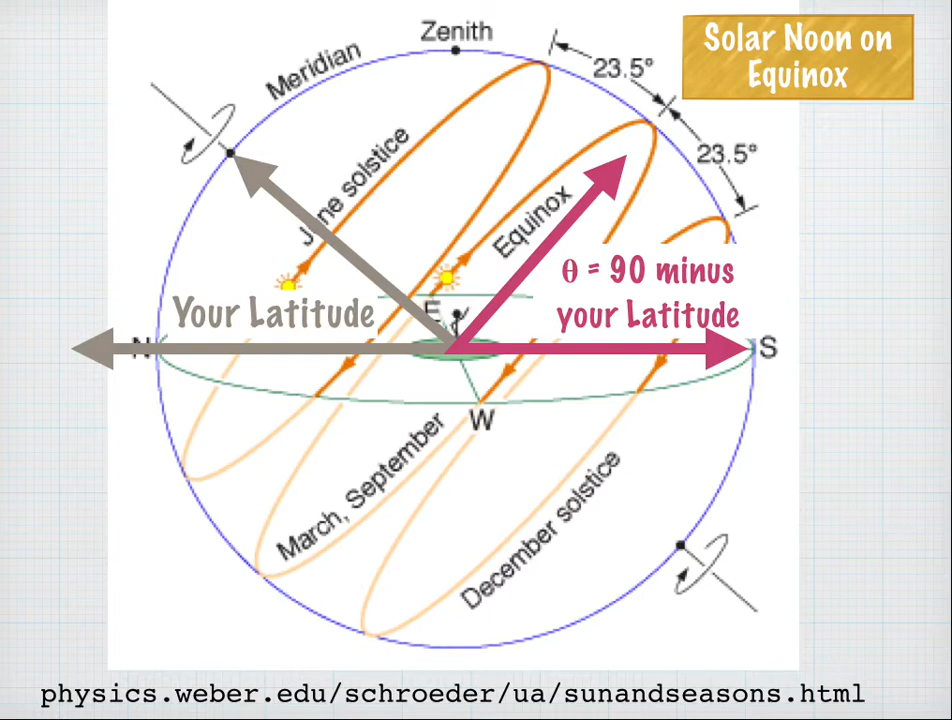 Zenith
Solar Noon on
Equinox
Meridian
23.5°
23.5°
June solstice
Equinox
θ = 90 minus
your Latitude
Your Latitude
E
N
S
W
March, September
December solstice
physics.weber.edu/schroeder/ua/sunandseasons.html